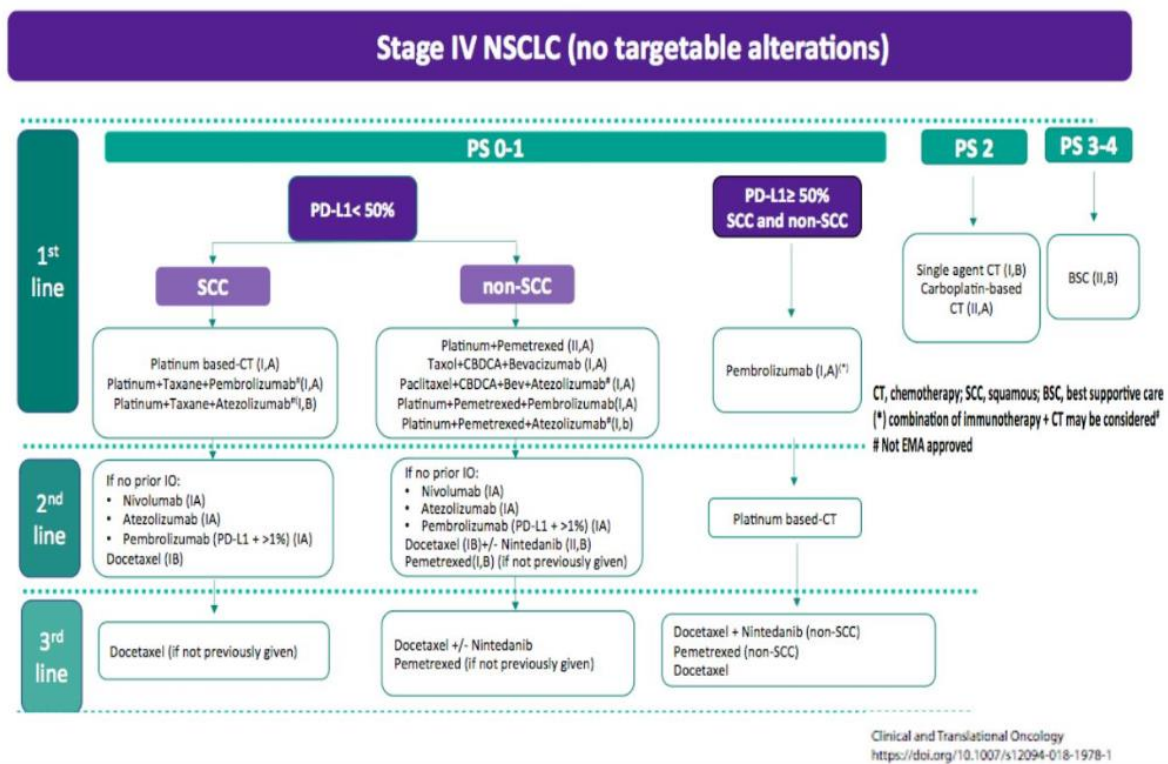 Stage IV NSCLC (no targetable alterations)
1st
line
PS 0-1
PS 2
PS 3-4
PD-L1< 50%
PD-L1≥ 50%
SCC and non-SCC
SCC
non-SCC
Platinum based-CT (I,A)
Platinum+Taxane+Pembrolizumab#(I,A)
Platinum+Taxane+Atezolizumab#(I,B)
Platinum+Pemetrexed (II,A)
Taxol+CBDCA+Bevacizumab (I,A)
Paclitaxel+CBDCA+Bev+Atezolizumab# (I,A)
Platinum+Pemetrexed+Pembrolizumab(I,A)
Platinum+Pemetrexed+Atezolizumab#(I,b)
Pembrolizumab (I,A)(*)
Single agent CT (I,B)
Carboplatin-based
CT (II,A)
BSC (II,B)
CT, chemotherapy; SCC, squamous; BSC, best supportive care
(*) combination of immunotherapy + CT may be considered#
# Not EMA approved
2nd
line
If no prior IO:
• Nivolumab (IA)
• Atezolizumab (IA)
• Pembrolizumab (PD-L1 + >1%) (IA)
Docetaxel (IB)
If no prior IO:
• Nivolumab (IA)
• Atezolizumab (IA)
• Pembrolizumab (PD-L1 + >1%) (IA)
Docetaxel (IB)+/- Nintedanib (II,B)
Pemetrexed(I,B) (if not previously given)
Platinum based-CT
3rd
line
Docetaxel (if not previously given)
Docetaxel +/- Nintedanib
Pemetrexed (if not previously given)
Docetaxel + Nintedanib (non-SCC)
Pemetrexed (non-SCC)
Docetaxel
Clinical and Translational Oncology
https://doi.org/10.1007/s12094-018-1978-1